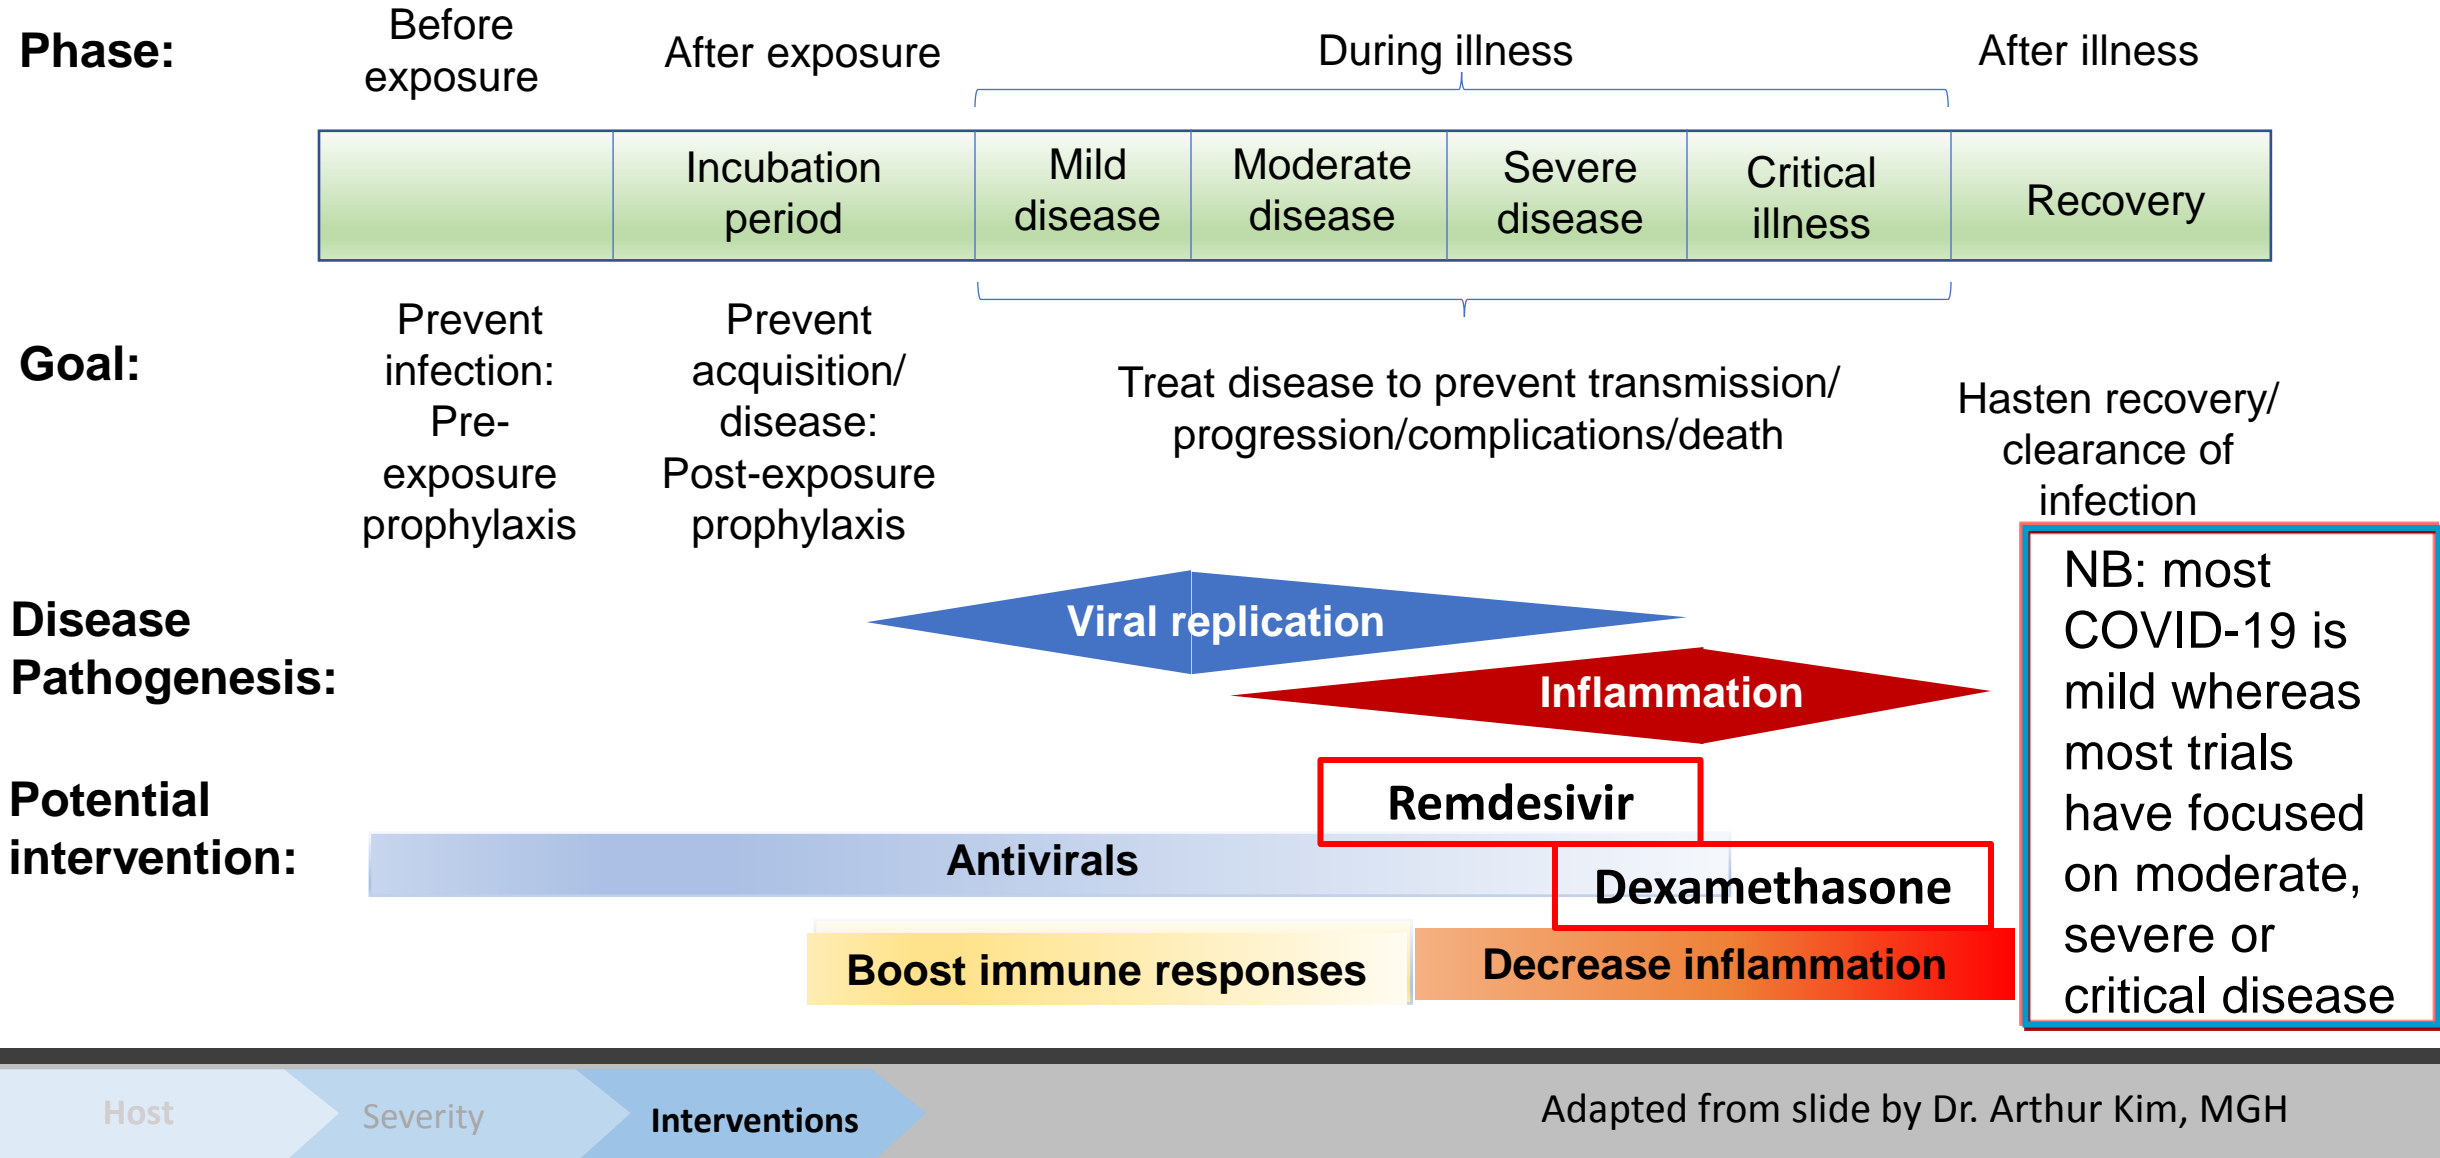 Phase:
Before
exposure
After exposure
During illness
After illness
Incubation
period
Mild
disease
Moderate
disease
Severe
disease
Critical
illness
Recovery
Goal:
Prevent
infection:
Pre-
exposure
prophylaxis
Prevent
acquisition/
disease:
Post-exposure
prophylaxis
Treat disease to prevent transmission/
progression/complications/death
Hasten recovery/
clearance of
infection
Disease
Pathogenesis:
Viral replication
Inflammation
Potential
intervention:
Remdesivir
Antivirals
Dexamethasone
Boost immune responses
Decrease inflammation
NB: most
COVID-19 is
mild whereas
most trials
have focused
on moderate,
severe or
critical disease
Host
Severity
Interventions
Adapted from slide by Dr. Arthur Kim, MGH